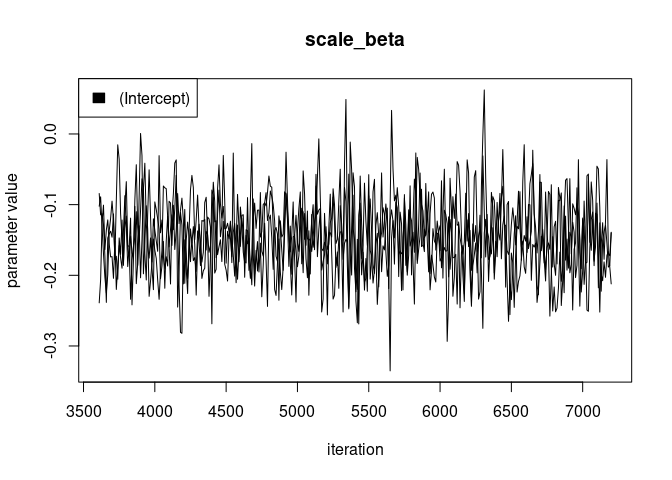 scale_beta
(Intercept)
parameter value
0.0
-0.1
-0.2
-0.3
3500 4000 4500 5000 5500 6000 6500 7000
iteration